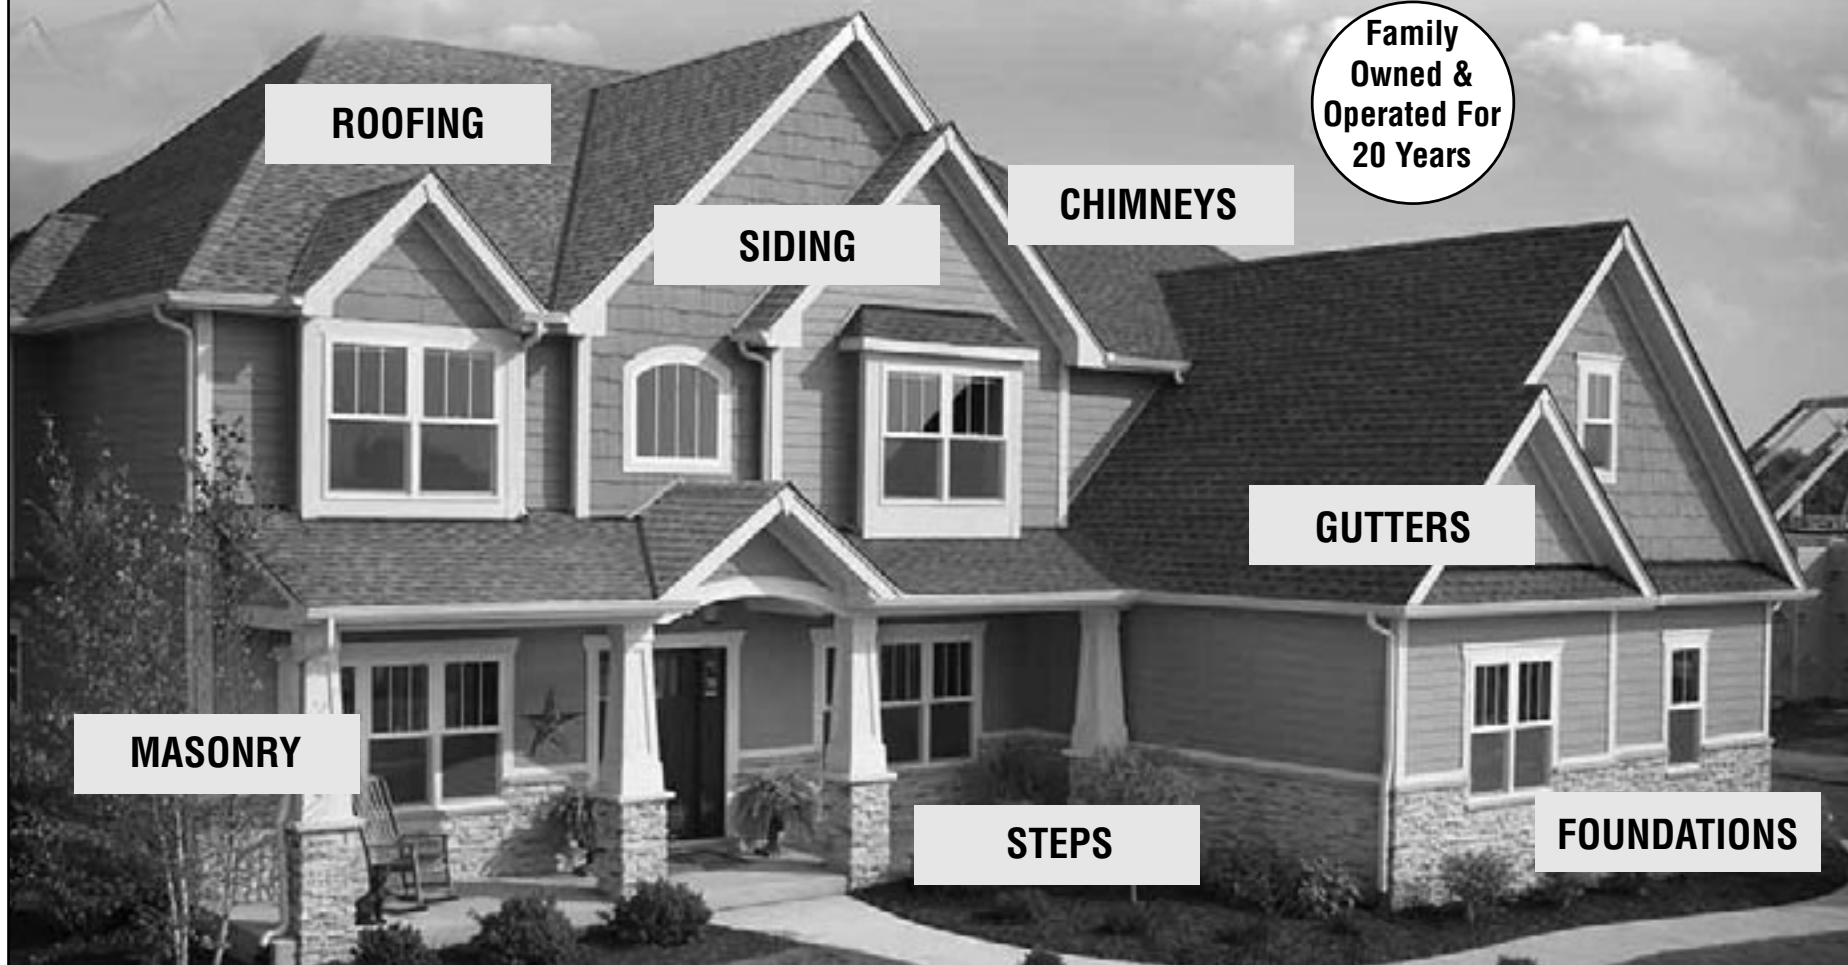 Family
Owned &
Operated For
20 Years
ROOFING
CHIMNEYS
SIDING
GUTTERS
MASONRY
STEPS
FOUNDATIONS